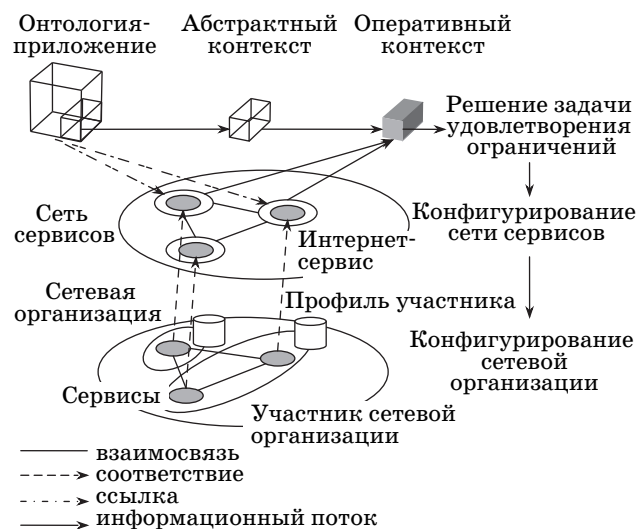 Онтология-
приложение
Абстрактный
контекст
Оперативный
контекст
Решение задачи
удовлетворения
ограничений
Сеть
сервисов
Интернет-
сервис
Конфигурирование
сети сервисов
Сетевая
организация
Профиль участника
Конфигурирование
сетевой
организации
Сервисы
Участник сетевой
организации
взаимосвязь
соответствие
ссылка
информационный поток